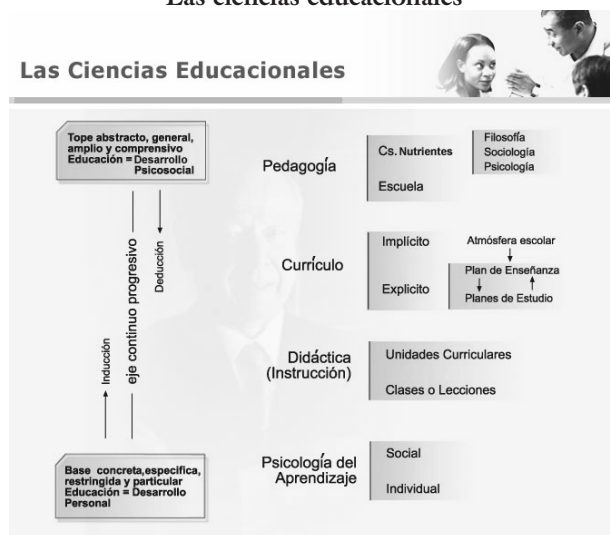 Las ciencias educacionales
Las Ciencias Educacionales
Tope abstracto, general,
amplio y comprensivo
Educación = Desarrollo
Psicosocial
Deducción
eje continuo progresivo
Inducción
Base concreta,especifica,
restringida y particular
Educación = Desarrollo
Personal
Pedagogía
Cs. Nutrientes
Filosofía
Sociología
Psicología
Escuela
Currículo
Implícito
Atmósfera escolar
Explicito
Plan de Enseñanza
Planes de Estudio
Didáctica
(Instrucción)
Unidades Curriculares
Clases o Lecciones
Psicología del
Aprendizaje
Social
Individual